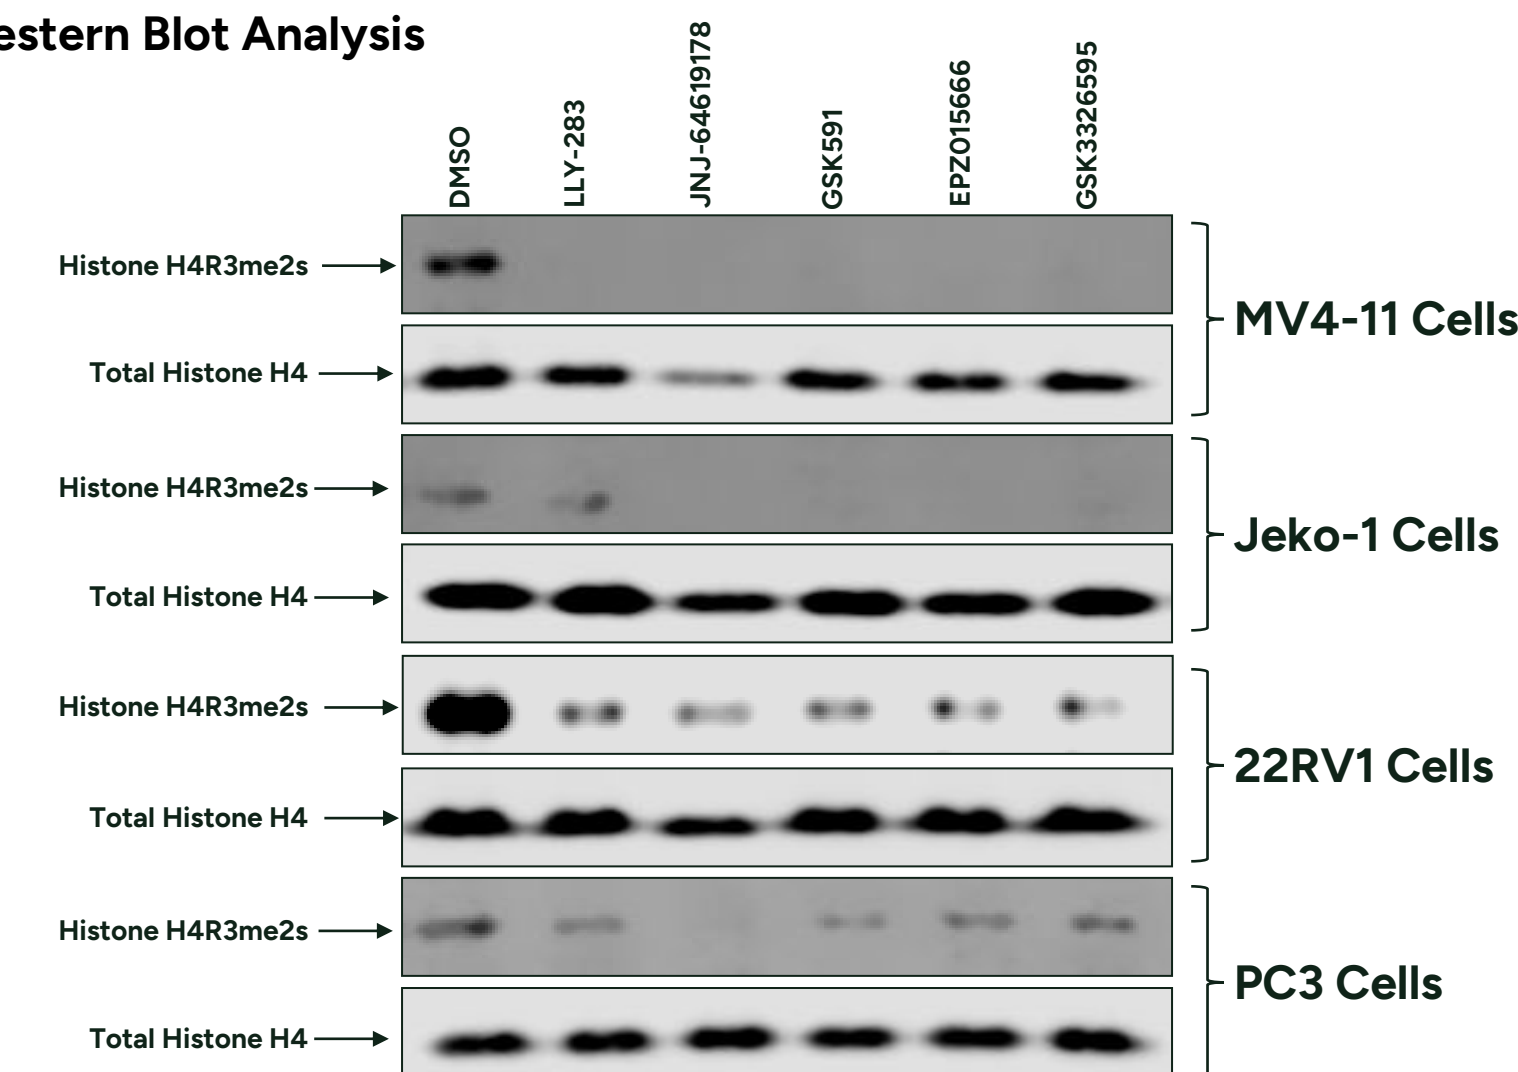 estern Blot Analysis
DMSO
LLY-283
JNJ-64619178
GSK591
EPZ015666
GSK3326595
Histone H4R3me2s
Total Histone H4
MV4-11 Cells
Histone H4R3me2s
Total Histone H4
Jeko-1 Cells
Histone H4R3me2s
Total Histone H4
22RV1 Cells
Histone H4R3me2s
Total Histone H4
PC3 Cells